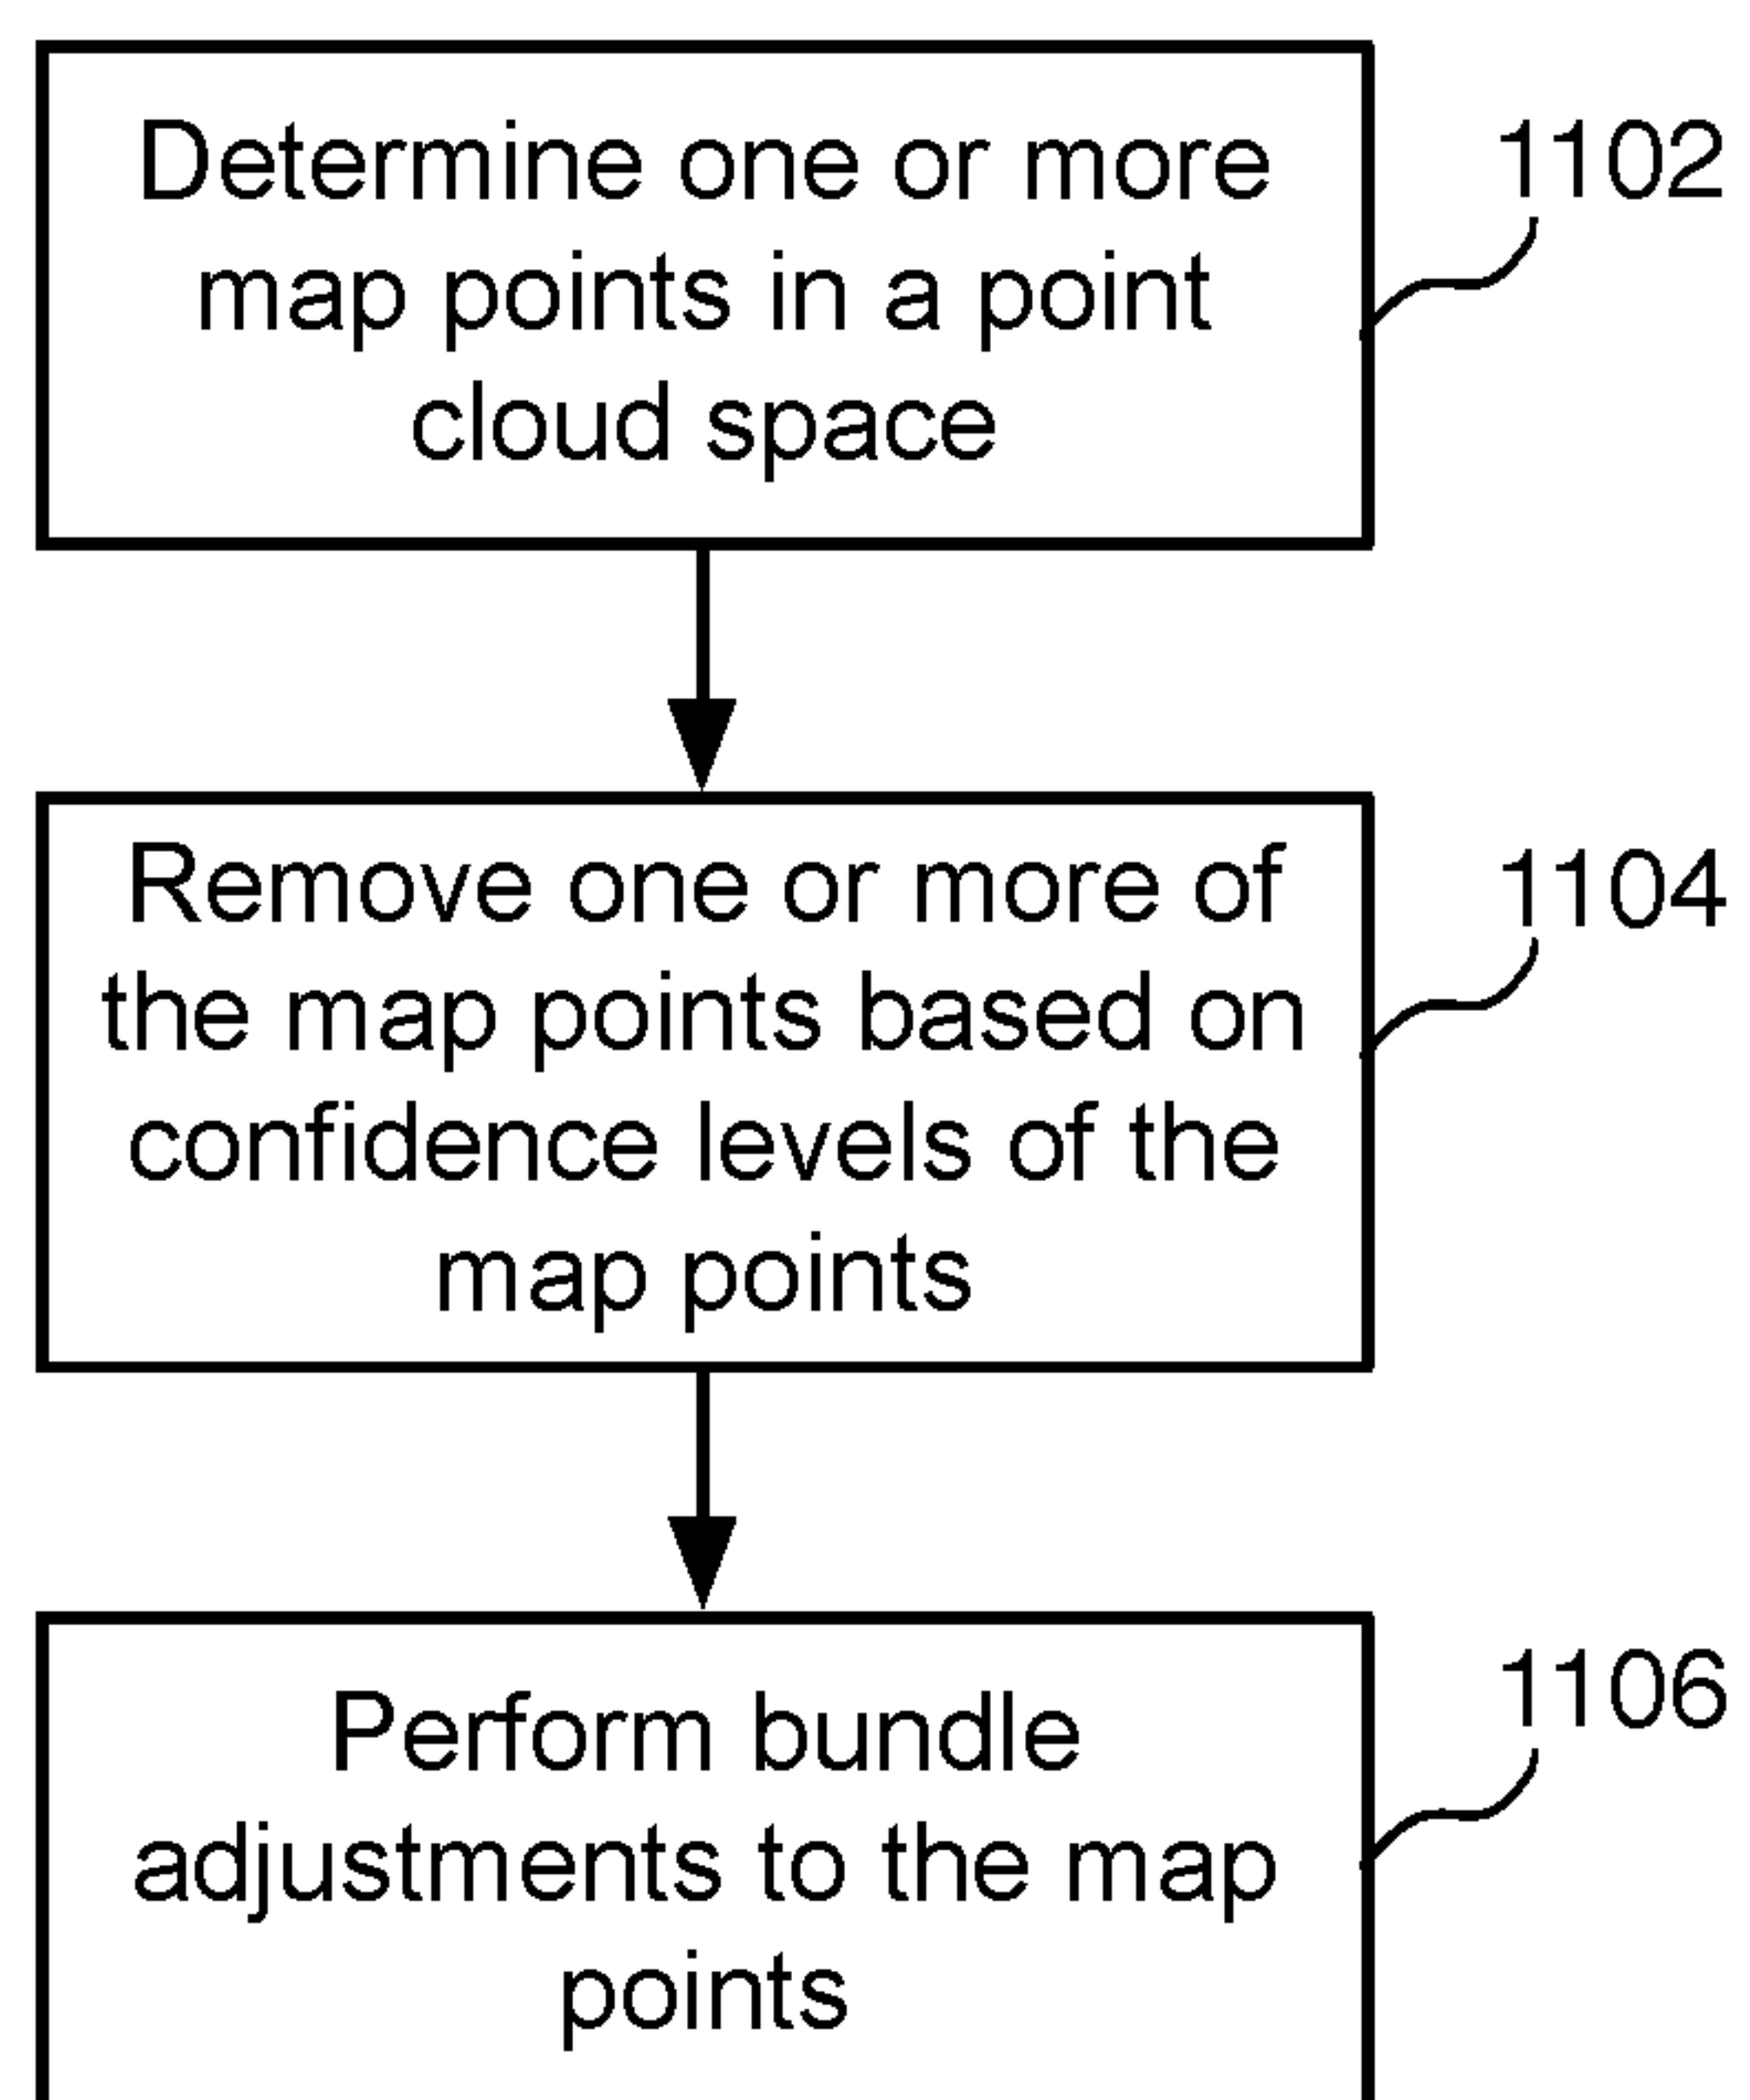 Determine one or more
map points in a point
cloud space
1102
Remove one or more of
the map points based on
confidence levels of the
map points
1104
Perform bundle
adjustments to the map
points
1106